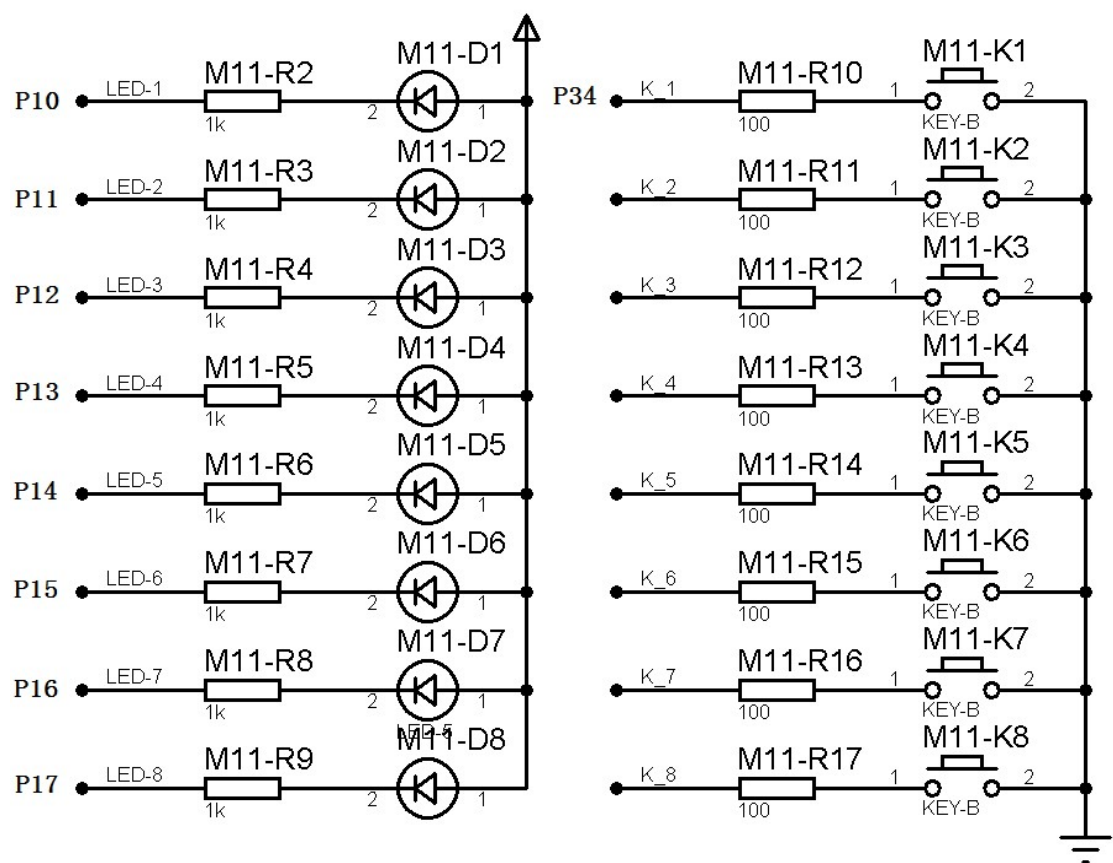 M11-D1
M11-R2
P10 LED-1 1k 2 1
M11-D2
M11-R3
P11 LED-2 1k 2 1
M11-D3
M11-R4
P12 LED-3 1k 2 1
M11-D4
M11-R5
P13 LED-4 1k 2 1
M11-D5
M11-R6
P14 LED-5 1k 2 1
M11-D6
M11-R7
P15 LED-6 1k 2 1
M11-D7
M11-R8
P16 LED-7 1k 2 1
LED-5
M11-D8
M11-R9
P17 LED-8 1k 2 1
M11-K1
M11-R10
P34 K_1 100 1 2
KEY-B
M11-K2
M11-R11
K_2 100 1 2
KEY-B
M11-K3
M11-R12
K_3 100 1 2
KEY-B
M11-K4
M11-R13
K_4 100 1 2
KEY-B
M11-K5
M11-R14
K_5 100 1 2
KEY-B
M11-K6
M11-R15
K_6 100 1 2
KEY-B
M11-K7
M11-R16
K_7 100 1 2
KEY-B
M11-K8
M11-R17
K_8 100 1 2
KEY-B